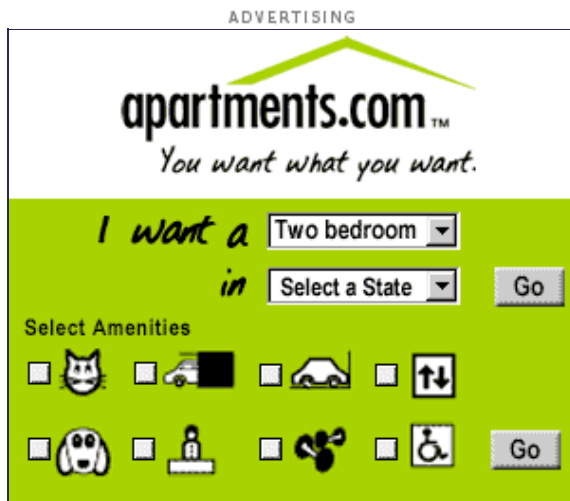 ADVERTISING
apartments.com™
You want what you want.
I want a Two bedroom
in Select a State Go
Select Amenities
Go